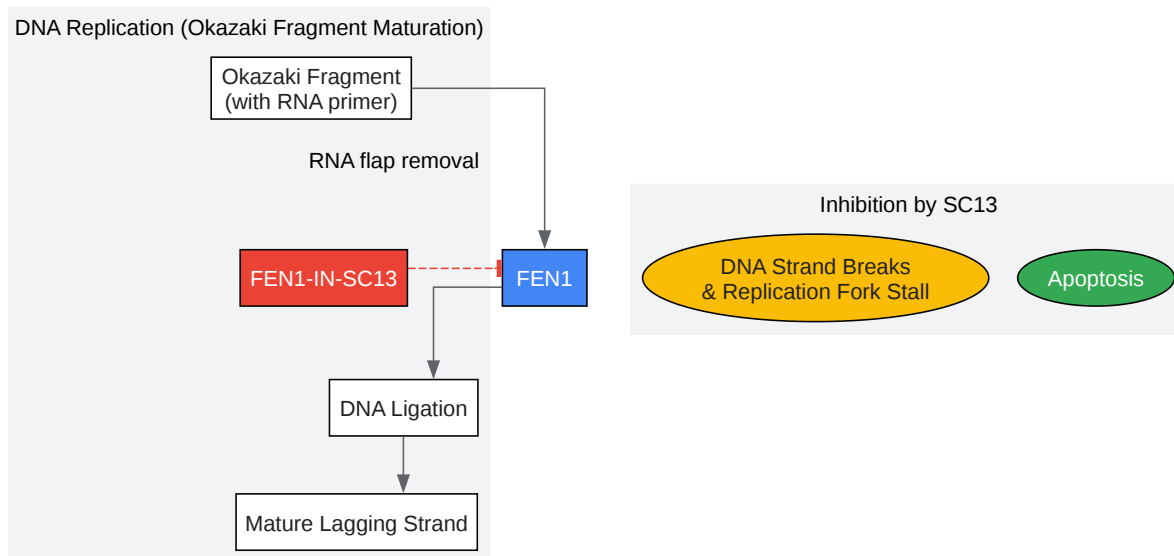 DNA Replication (Okazaki Fragment Maturation)
Okazaki Fragment
(with RNA primer)
RNA flap removal
FEN1-IN-SC13
FEN1
DNA Ligation
Mature Lagging Strand
Inhibition by SC13
DNA Strand Breaks
& Replication Fork Stall
Apoptosis